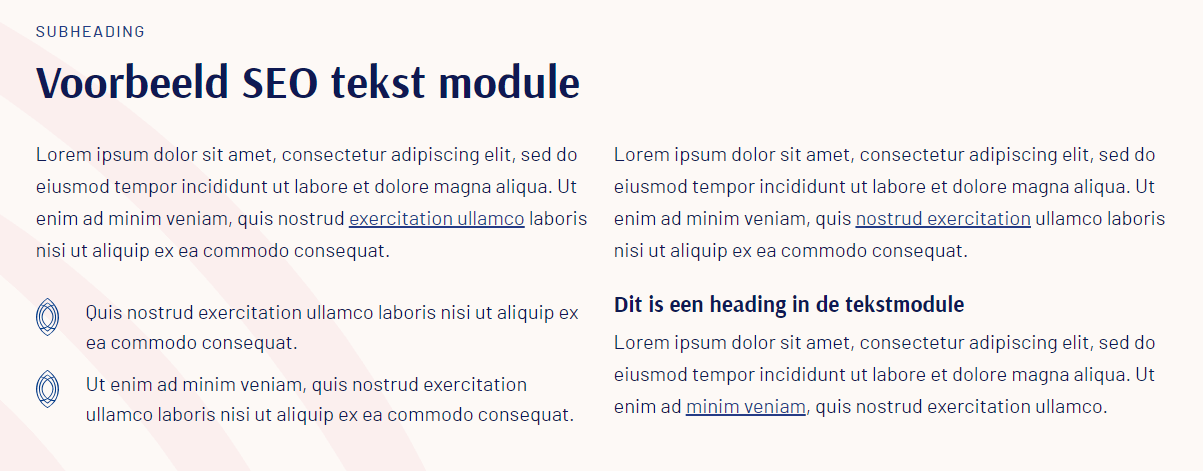 SUBHEADING
Voorbeeld SEO tekst module
Lorem ipsum dolor sit amet, consectetur adipiscing elit, sed do
eiusmod tempor incididunt ut labore et dolore magna aliqua. Ut
enim ad minim veniam, quis nostrud exercitation ullamco laboris
nisi ut aliquip ex ea commodo consequat.
Quis nostrud exercitation ullamco laboris nisi ut aliquip ex
ea commodo consequat.
Ut enim ad minim veniam, quis nostrud exercitation
ullamco laboris nisi ut aliquip ex ea commodo consequat.
Lorem ipsum dolor sit amet, consectetur adipiscing elit, sed do
eiusmod tempor incididunt ut labore et dolore magna aliqua. Ut
enim ad minim veniam, quis nostrud exercitation ullamco laboris
nisi ut aliquip ex ea commodo consequat.
Dit is een heading in de tekstmodule
Lorem ipsum dolor sit amet, consectetur adipiscing elit, sed do
eiusmod tempor incididunt ut labore et dolore magna aliqua. Ut
enim ad minim veniam, quis nostrud exercitation ullamco.